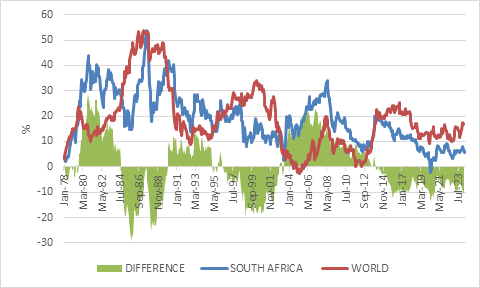 60
50
40
30
20
10
0
-10
-20
-30
%
Jan-78
Mar-80
May-82
Jul-84
Sep-86
Nov-88
Jan-91
Mar-93
May-95
Jul-97
Sep-99
Nov-01
Jan-04
Mar-06
May-08
Jul-10
Sep-12
Nov-14
Jan-17
Mar-19
May-21
Jul-23
DIFFERENCE SOUTH AFRICA WORLD